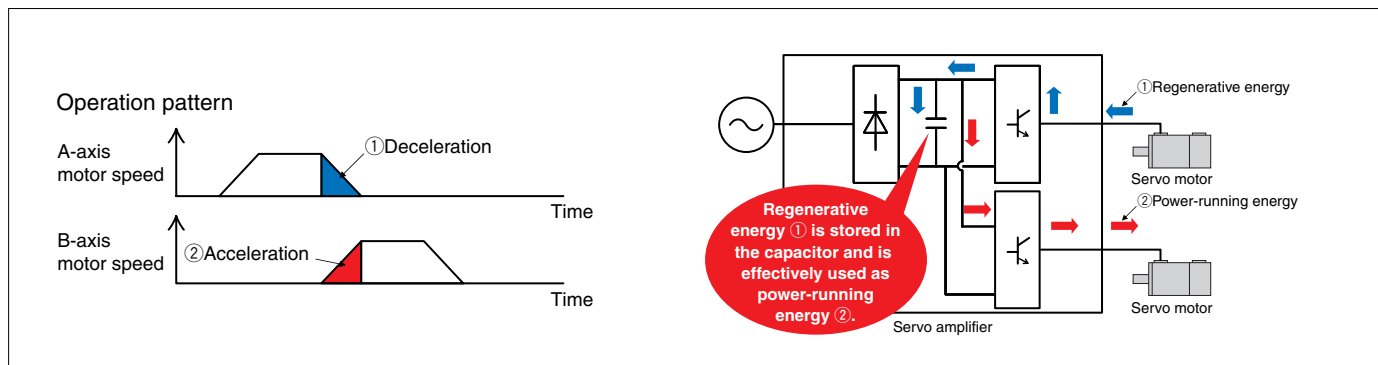 Operation pattern
A-axis
motor speed
①Deceleration
Time
B-axis
motor speed
②Acceleration
Time
①Regenerative energy
Servo motor
②Power-running energy
Servo motor
Regenerative
energy ① is stored in
the capacitor and is
effectively used as
power-running
energy ②.
Servo amplifier